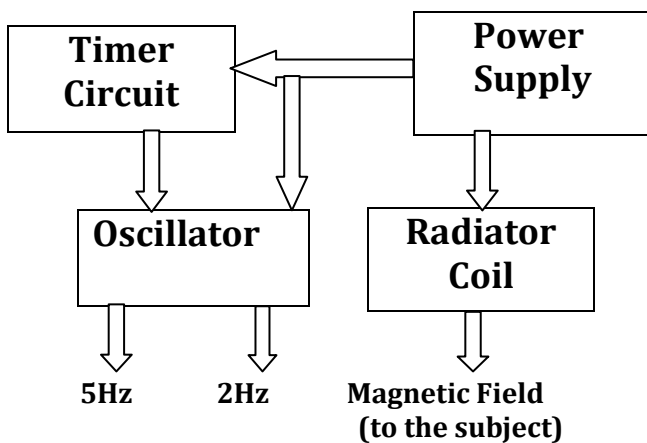 Timer
Circuit
Power
Supply
Oscillator
Radiator
Coil
5Hz
2Hz
Magnetic Field
(to the subject)